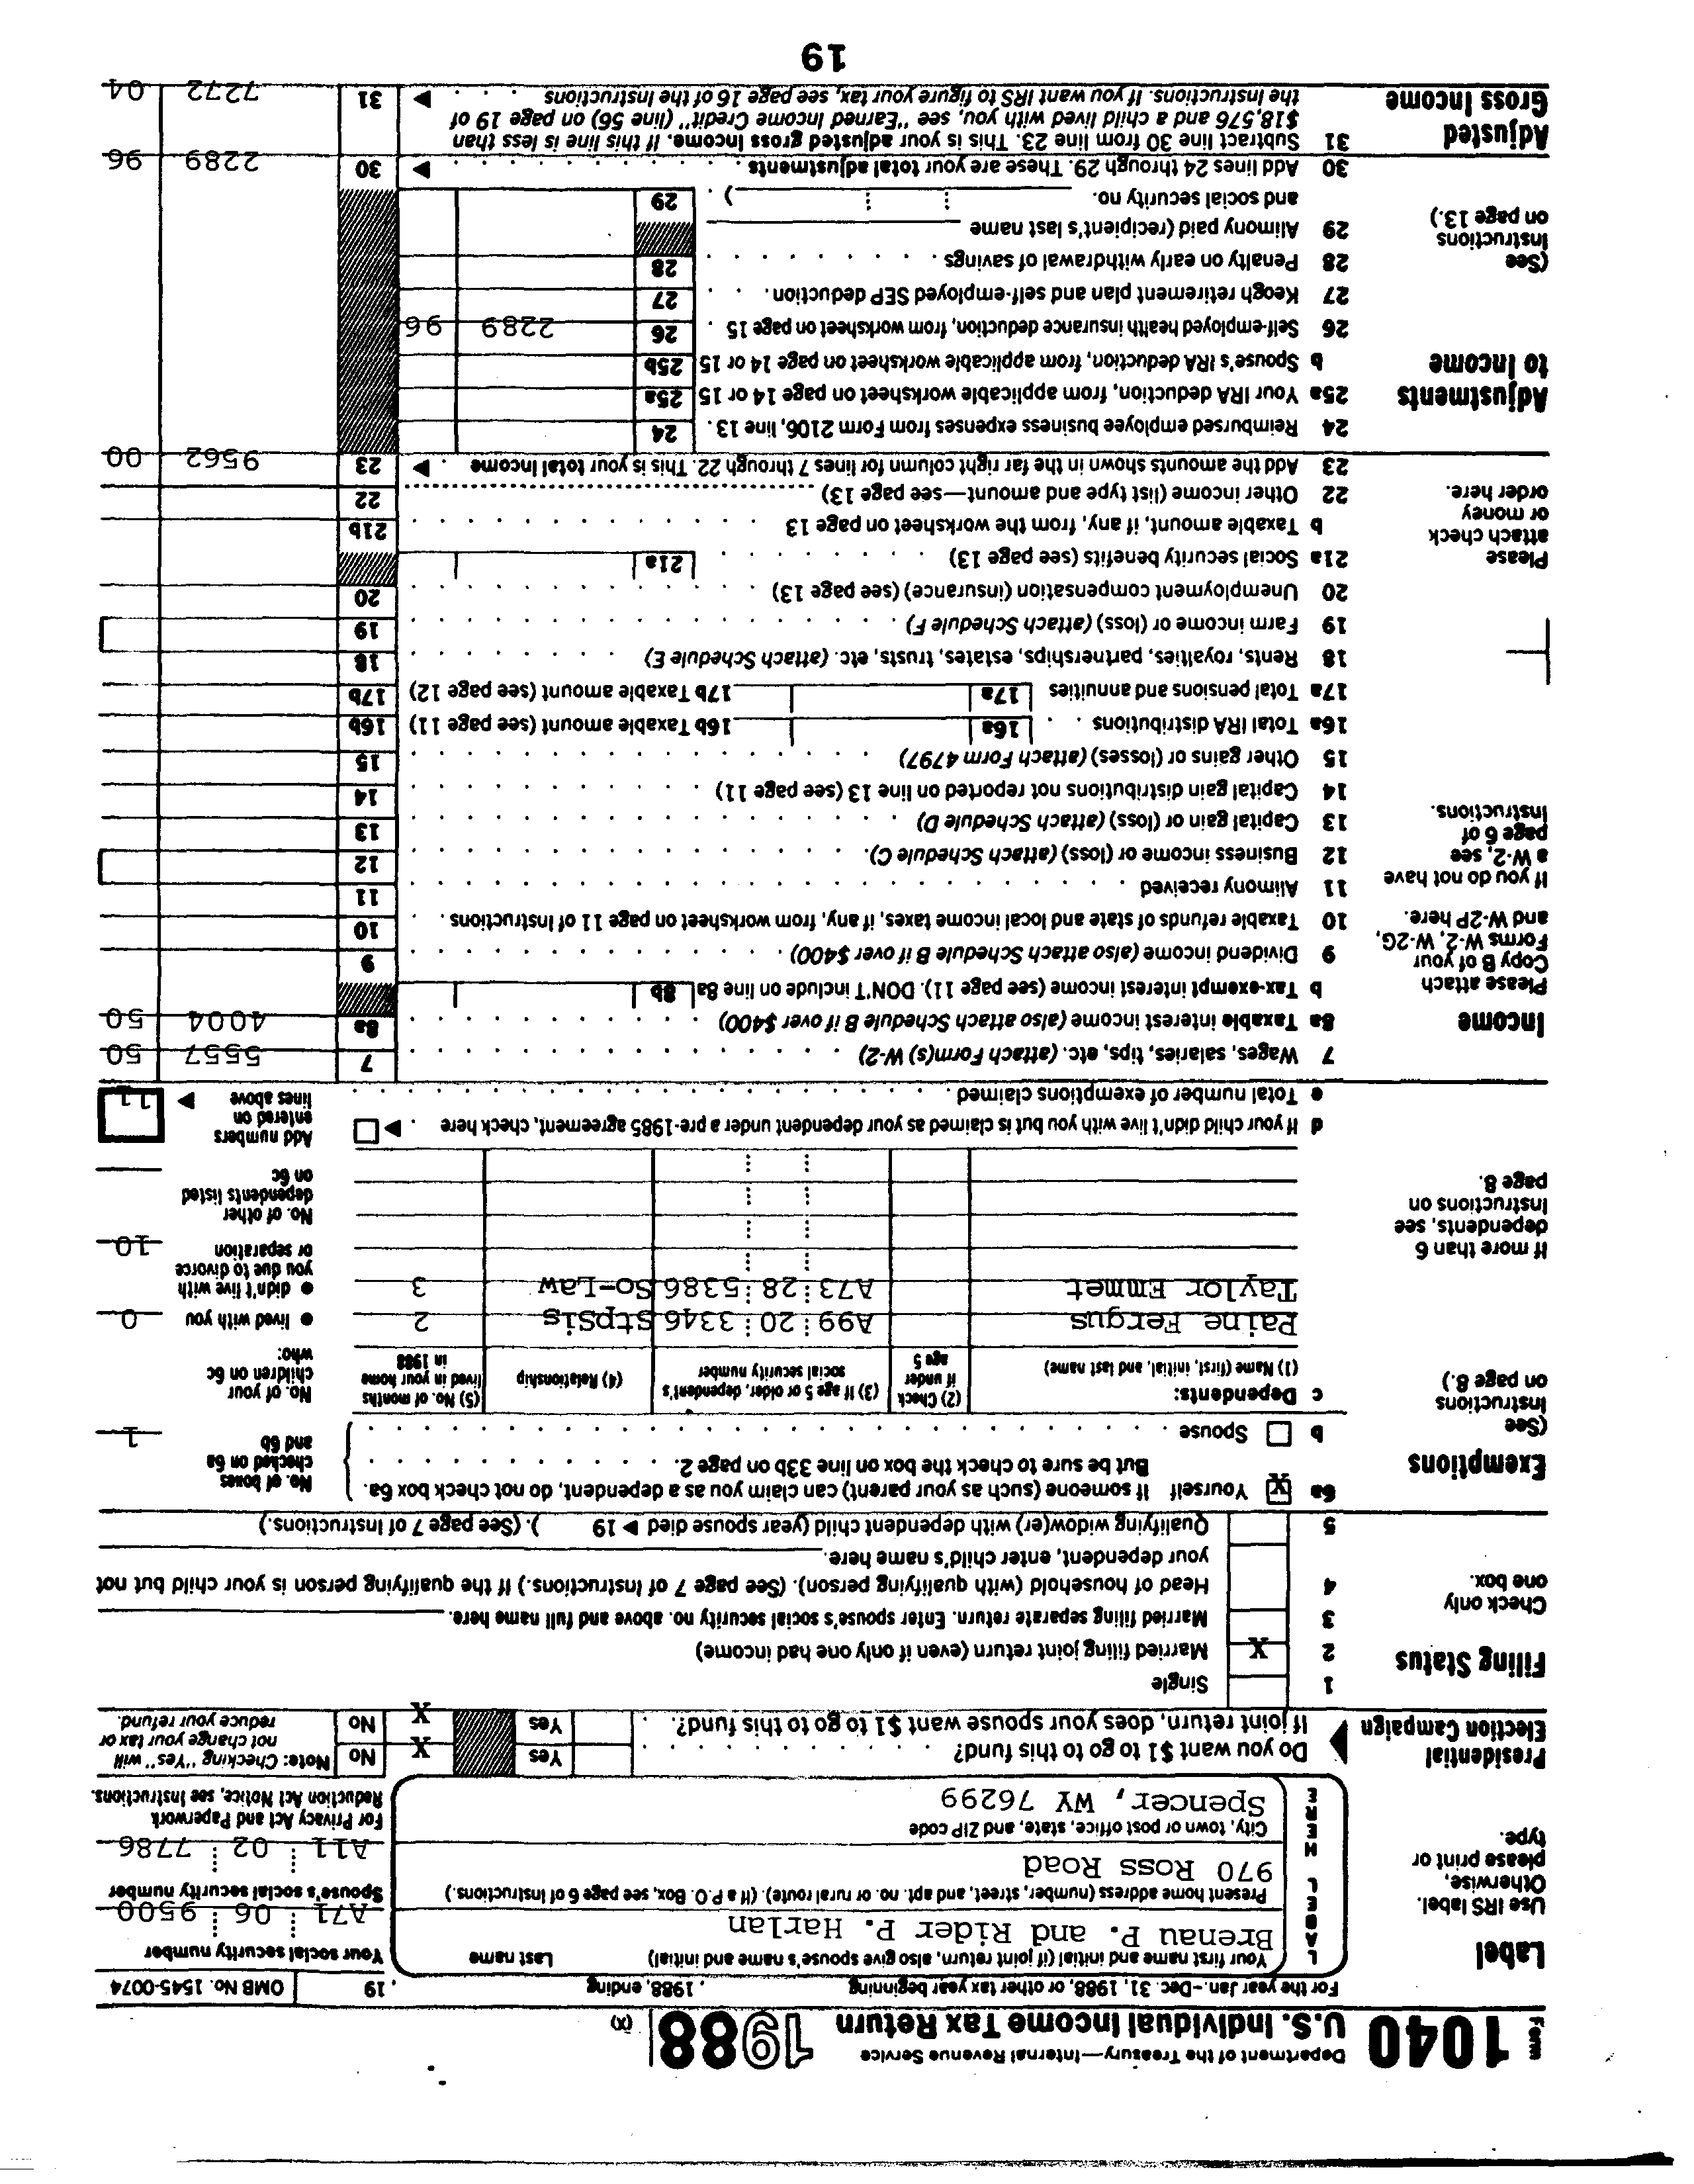 Form 1040
Department of the Treasury—Internal Revenue Service
U.S. Individual Income Tax Return 1988 (X)
For the year Jan.–Dec. 31, 1988, or other tax year beginning , 1988, ending , 19 OMB No. 1545-0074
Label
Use IRS label.
Otherwise,
please print or
type.
LABEL HERE
Your first name and initial (if joint return, also give spouse's name and initial) Last name
Brenau P. and Rider P. Harlan
Your social security number
A71 06 9500
Present home address (number, street, and apt. no. or rural route). (If a P.O. Box, see page 6 of Instructions.)
970 Ross Road
Spouse's social security number
A11 02 7786
City, town or post office, state, and ZIP code
Spencer, WY 76299
For Privacy Act and Paperwork
Reduction Act Notice, see Instructions.
Presidential
Election Campaign
Do you want $1 to go to this fund? Yes X No
If joint return, does your spouse want $1 to go to this fund? Yes X No
Note: Checking "Yes" will
not change your tax or
reduce your refund.
Filing Status
Check only
one box.
1 Single
2 X Married filing joint return (even if only one had income)
3 Married filing separate return. Enter spouse's social security no. above and full name here.
4 Head of household (with qualifying person). (See page 7 of Instructions.) If the qualifying person is your child but not
your dependent, enter child's name here.
5 Qualifying widow(er) with dependent child (year spouse died ▶ 19 ). (See page 7 of Instructions.)
Exemptions
(See
Instructions
on page 8.)
6a X Yourself If someone (such as your parent) can claim you as a dependent, do not check box 6a.
But be sure to check the box on line 33b on page 2.
b Spouse
No. of boxes
checked on 6a
and 6b
1
c Dependents:
(1) Name (first, initial, and last name)
(2) Check
if under
age 5
(3) If age 5 or older, dependent's
social security number
(4) Relationship
(5) No. of months
lived in your home
in 1988
Paine Fergus A99 20 3346 StpSis 2
Taylor Emmet A73 28 5386 So-Law 3
No. of your
children on 6c
who:
● lived with you 0
● didn't live with
you due to divorce
or separation 10
No. of other
dependents listed
on 6c
If more than 6
dependents, see
Instructions on
page 8.
d If your child didn't live with you but is claimed as your dependent under a pre-1985 agreement, check here ▶
e Total number of exemptions claimed
Add numbers
entered on
lines above ▶ 11
Income
Please attach
Copy B of your
Forms W-2, W-2G,
and W-2P here.
If you do not have
a W-2, see
page 6 of
Instructions.
Please
attach check
or money
order here.
7 Wages, salaries, tips, etc. (attach Form(s) W-2) 7 5557 50
8a Taxable interest income (also attach Schedule B if over $400) 8a 4004 50
b Tax-exempt interest income (see page 11). DON'T include on line 8a 8b
9 Dividend income (also attach Schedule B if over $400) 9
10 Taxable refunds of state and local income taxes, if any, from worksheet on page 11 of Instructions 10
11 Alimony received 11
12 Business income or (loss) (attach Schedule C) 12
13 Capital gain or (loss) (attach Schedule D) 13
14 Capital gain distributions not reported on line 13 (see page 11) 14
15 Other gains or (losses) (attach Form 4797) 15
16a Total IRA distributions 16a 16b Taxable amount (see page 11) 16b
17a Total pensions and annuities 17a 17b Taxable amount (see page 12) 17b
18 Rents, royalties, partnerships, estates, trusts, etc. (attach Schedule E) 18
19 Farm income or (loss) (attach Schedule F) 19
20 Unemployment compensation (insurance) (see page 13) 20
21a Social security benefits (see page 13) 21a
b Taxable amount, if any, from the worksheet on page 13 21b
22 Other income (list type and amount—see page 13) 22
23 Add the amounts shown in the far right column for lines 7 through 22. This is your total income ▶ 23 9562 00
Adjustments
to Income
(See
Instructions
on page 13.)
24 Reimbursed employee business expenses from Form 2106, line 13 24
25a Your IRA deduction, from applicable worksheet on page 14 or 15 25a
b Spouse's IRA deduction, from applicable worksheet on page 14 or 15 25b
26 Self-employed health insurance deduction, from worksheet on page 15 26 2289 96
27 Keogh retirement plan and self-employed SEP deduction 27
28 Penalty on early withdrawal of savings 28
29 Alimony paid (recipient's last name
and social security no. ) 29
30 Add lines 24 through 29. These are your total adjustments ▶ 30 2289 96
Adjusted
Gross Income
31 Subtract line 30 from line 23. This is your adjusted gross income. If this line is less than
$18,576 and a child lived with you, see "Earned Income Credit" (line 56) on page 19 of
the Instructions. If you want IRS to figure your tax, see page 16 of the Instructions ▶ 31 7272 04
19